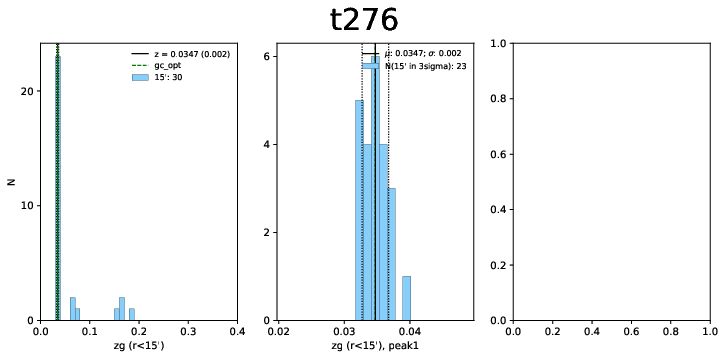 t276
z = 0.0347 (0.002)
gc_opt
15': 30
N
0
10
20
0.0 0.1 0.2 0.3 0.4
zg (r<15')
μ: 0.0347; σ: 0.002
N(15' in 3sigma): 23
0
2
4
6
0.02 0.03 0.04
zg (r<15'), peak1
1.0
0.8
0.6
0.4
0.2
0.0
0.0 0.2 0.4 0.6 0.8 1.0